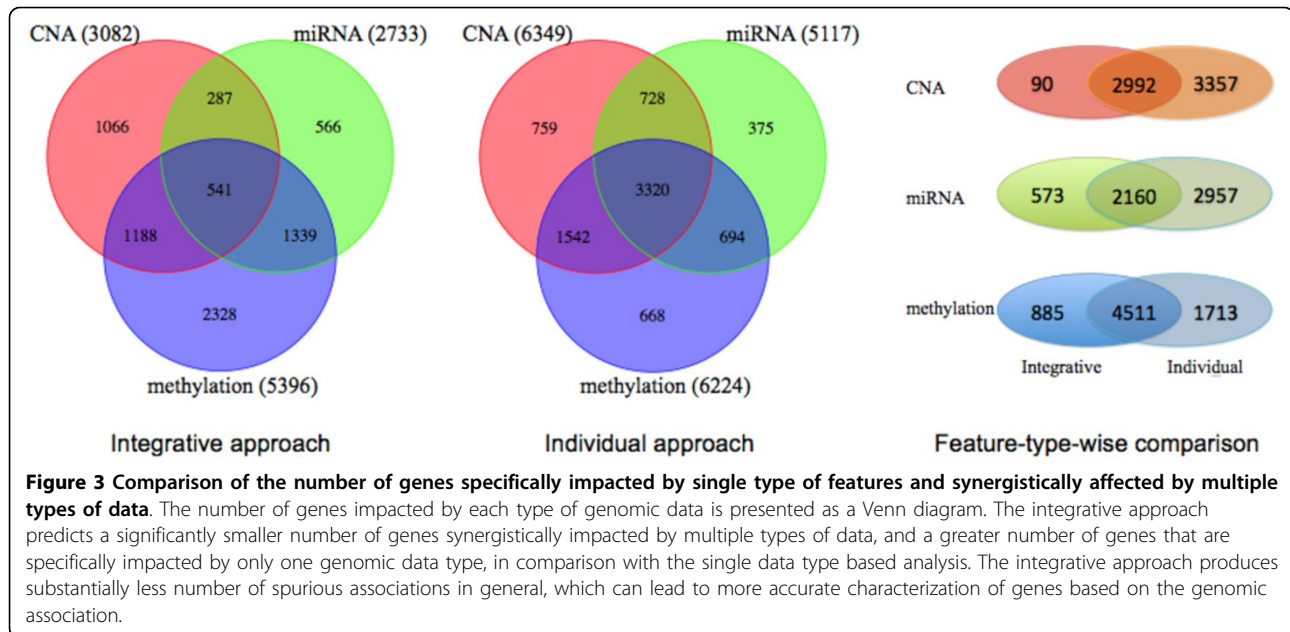 CNA (3082)
miRNA (2733)
287
1066
566
541
1188
1339
2328
methylation (5396)
Integrative approach
CNA (6349)
miRNA (5117)
728
759
375
3320
1542
694
668
methylation (6224)
Individual approach
CNA
90
2992
3357
miRNA
573
2160
2957
methylation
885
4511
1713
Integrative
Individual
Feature-type-wise comparison
Figure 3 Comparison of the number of genes specifically impacted by single type of features and synergistically affected by multiple
types of data. The number of genes impacted by each type of genomic data is presented as a Venn diagram. The integrative approach
predicts a significantly smaller number of genes synergistically impacted by multiple types of data, and a greater number of genes that are
specifically impacted by only one genomic data type, in comparison with the single data type based analysis. The integrative approach produces
substantially less number of spurious associations in general, which can lead to more accurate characterization of genes based on the genomic
association.